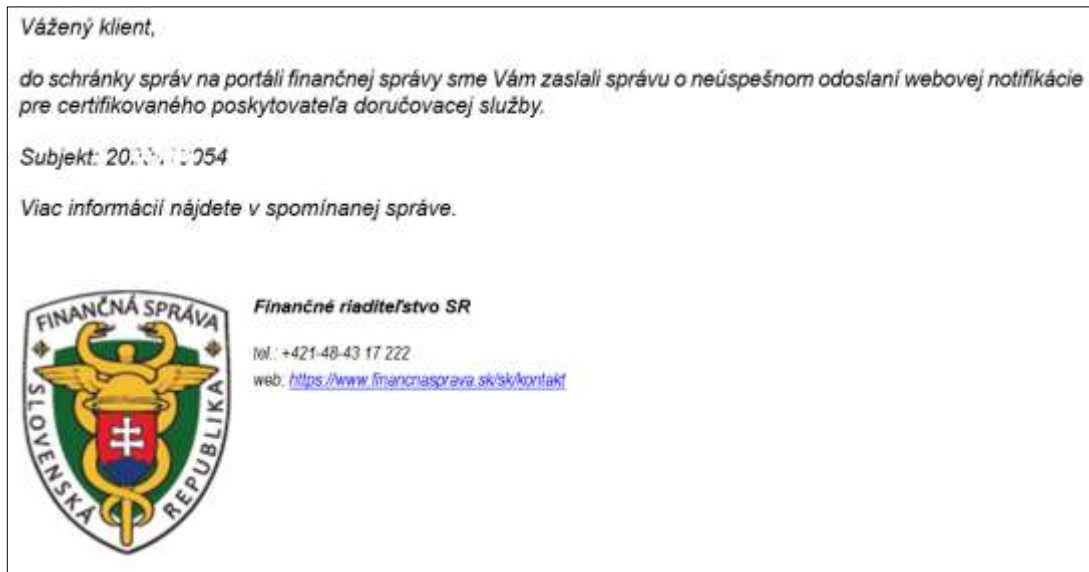 Vážený klient,
do schránky správ na portáli finančnej správy sme Vám zaslali správu o neúspešnom odoslaní webovej notifikácie
pre certifikovaného poskytovateľa doručovacej služby.
Subjekt:
Viac informácií nájdete v spomínanej správe.
FINANČNÁ SPRÁVA
SLOVENSKÁ REPUBLIKA
Finančné riaditeľstvo SR
tel.: +421-48-43 17 222
web: https://www.financnasprava.sk/sk/kontakt